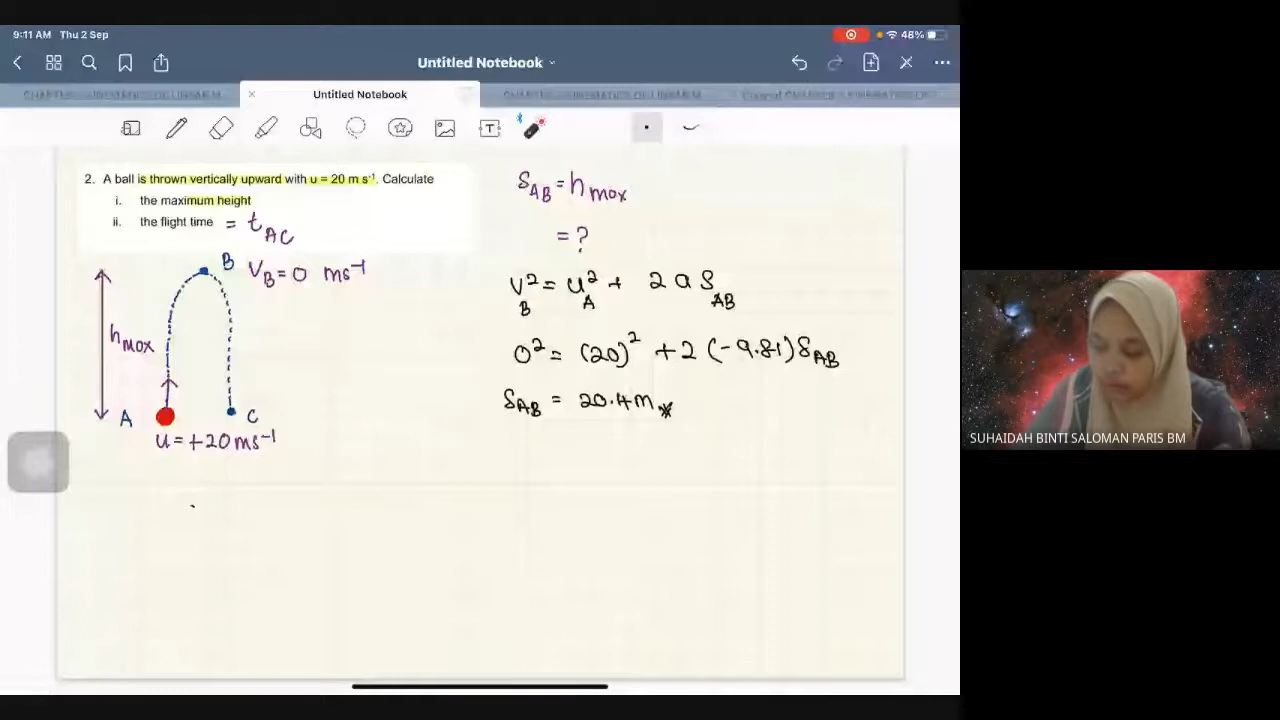 9:11 AM Thu 2 Sep
48%
Untitled Notebook
Untitled Notebook
2. A ball is thrown vertically upward with u = 20 m s⁻¹. Calculate
i. the maximum height
ii. the flight time = t_AC
B V_B = 0 ms⁻¹
h_max
A
C
u = +20 ms⁻¹
S_AB = h_max
= ?
V_B² = u_A² + 2 a S_AB
0² = (20)² + 2 (-9.81) S_AB
S_AB = 20.4 m
SUHAIDAH BINTI SALOMAN PARIS BM